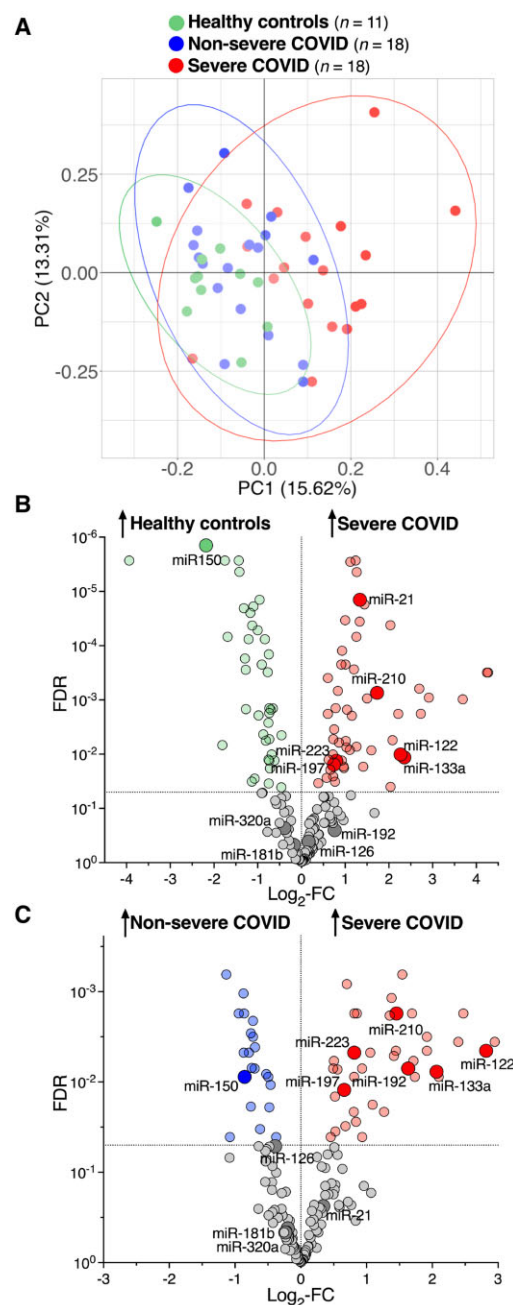 A
Healthy controls (n = 11)
Non-severe COVID (n = 18)
Severe COVID (n = 18)
PC2 (13.31%)
0.25
0.00
-0.25
-0.2 0.0 0.2 0.4
PC1 (15.62%)
B
↑Healthy controls ↑Severe COVID
FDR
10-6
10-5
10-4
10-3
10-2
10-1
100
miR150
miR-21
miR-210
miR-223
miR-197
miR-122
miR-133a
miR-320a
miR-192
miR-181b
miR-126
-4 -3 -2 -1 0 1 2 3 4
Log2-FC
C
↑Non-severe COVID ↑Severe COVID
FDR
10-3
10-2
10-1
100
miR-210
miR-223
miR-122
miR-150
miR-197 miR-192 miR-133a
miR-126
miR-21
miR-181b
miR-320a
-3 -2 -1 0 1 2 3
Log2-FC